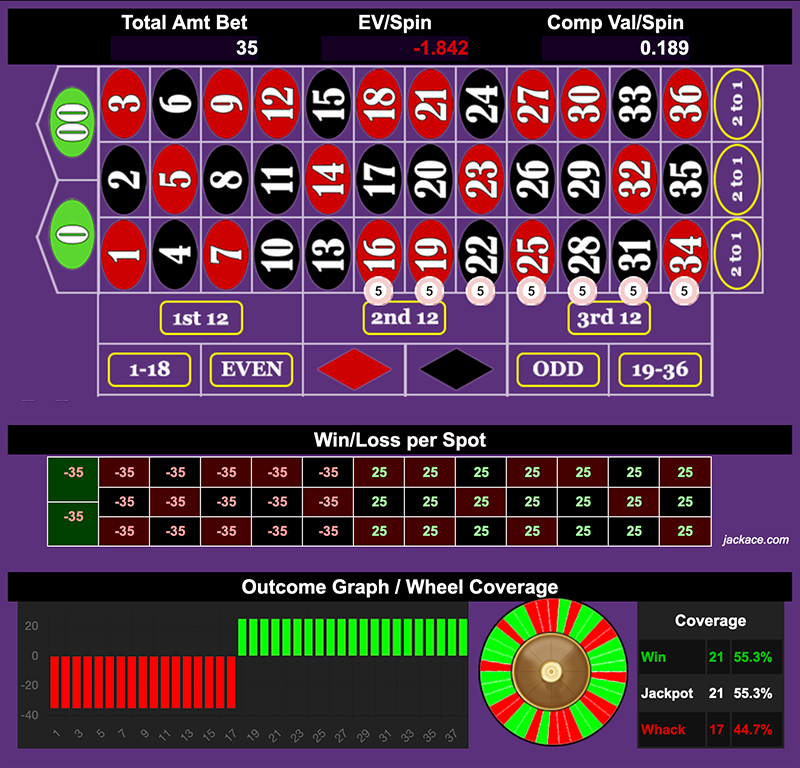 Total Amt Bet EV/Spin Comp Val/Spin
35 -1.842 0.189
00 3 6 9 12 15 18 21 24 27 30 33 36 2 to 1
2 5 8 11 14 17 20 23 26 29 32 35 2 to 1
0 1 4 7 10 13 16 19 22 25 28 31 34 2 to 1
5 5 5 5 5 5 5
1st 12 2nd 12 3rd 12
1-18 EVEN ODD 19-36
Win/Loss per Spot
-35 -35 -35 -35 -35 -35 25 25 25 25 25 25 25
-35 -35 -35 -35 -35 25 25 25 25 25 25 25
-35 -35 -35 -35 -35 -35 25 25 25 25 25 25 25
jackace.com
Outcome Graph / Wheel Coverage
20
0
-20
-40
1 3 5 7 9 11 13 15 17 19 21 23 25 27 29 31 33 35 37
Coverage
Win 21 55.3%
Jackpot 21 55.3%
Whack 17 44.7%